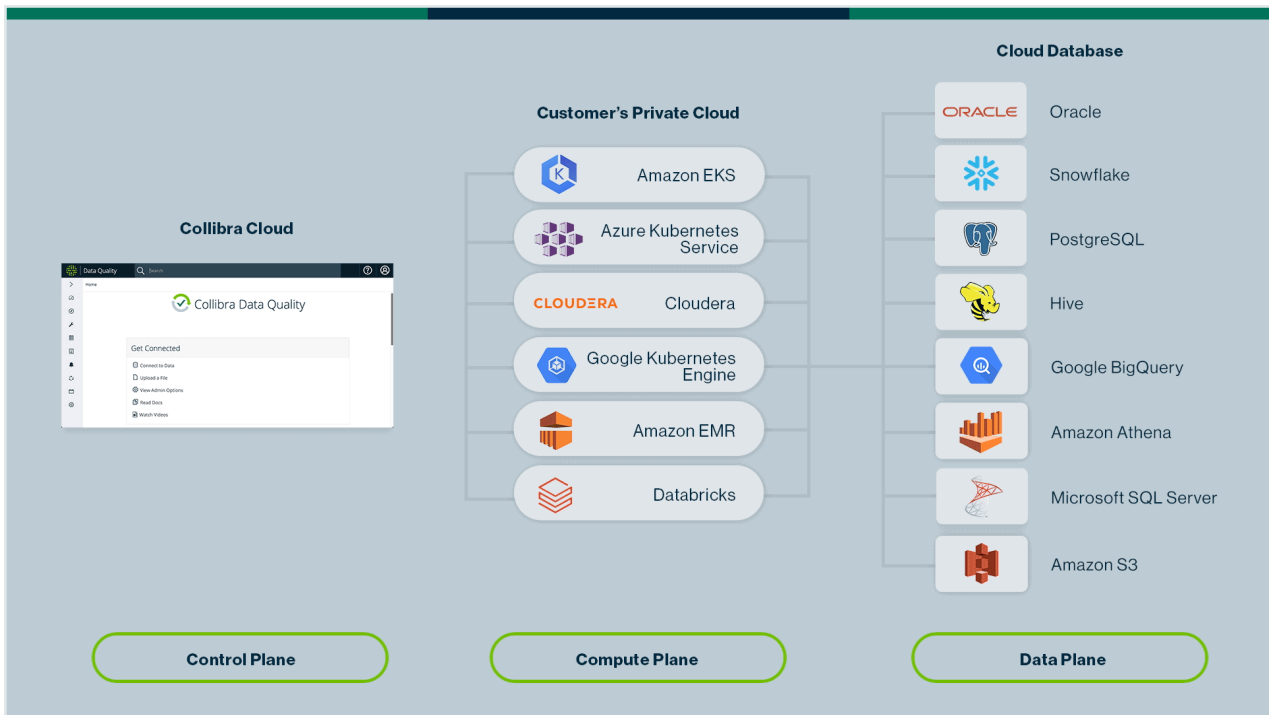 Cloud Database
Customer's Private Cloud
Collibra Cloud
Data Quality
Search
Home
Collibra Data Quality
Get Connected
Connect to Data
Upload a File
View Admin Options
Read Docs
Watch Videos
K
Amazon EKS
Azure Kubernetes
Service
CLOUDERA
Cloudera
Google Kubernetes
Engine
Amazon EMR
Databricks
ORACLE
Oracle
Snowflake
PostgreSQL
Hive
Google BigQuery
Amazon Athena
Microsoft SQL Server
Amazon S3
Control Plane
Compute Plane
Data Plane